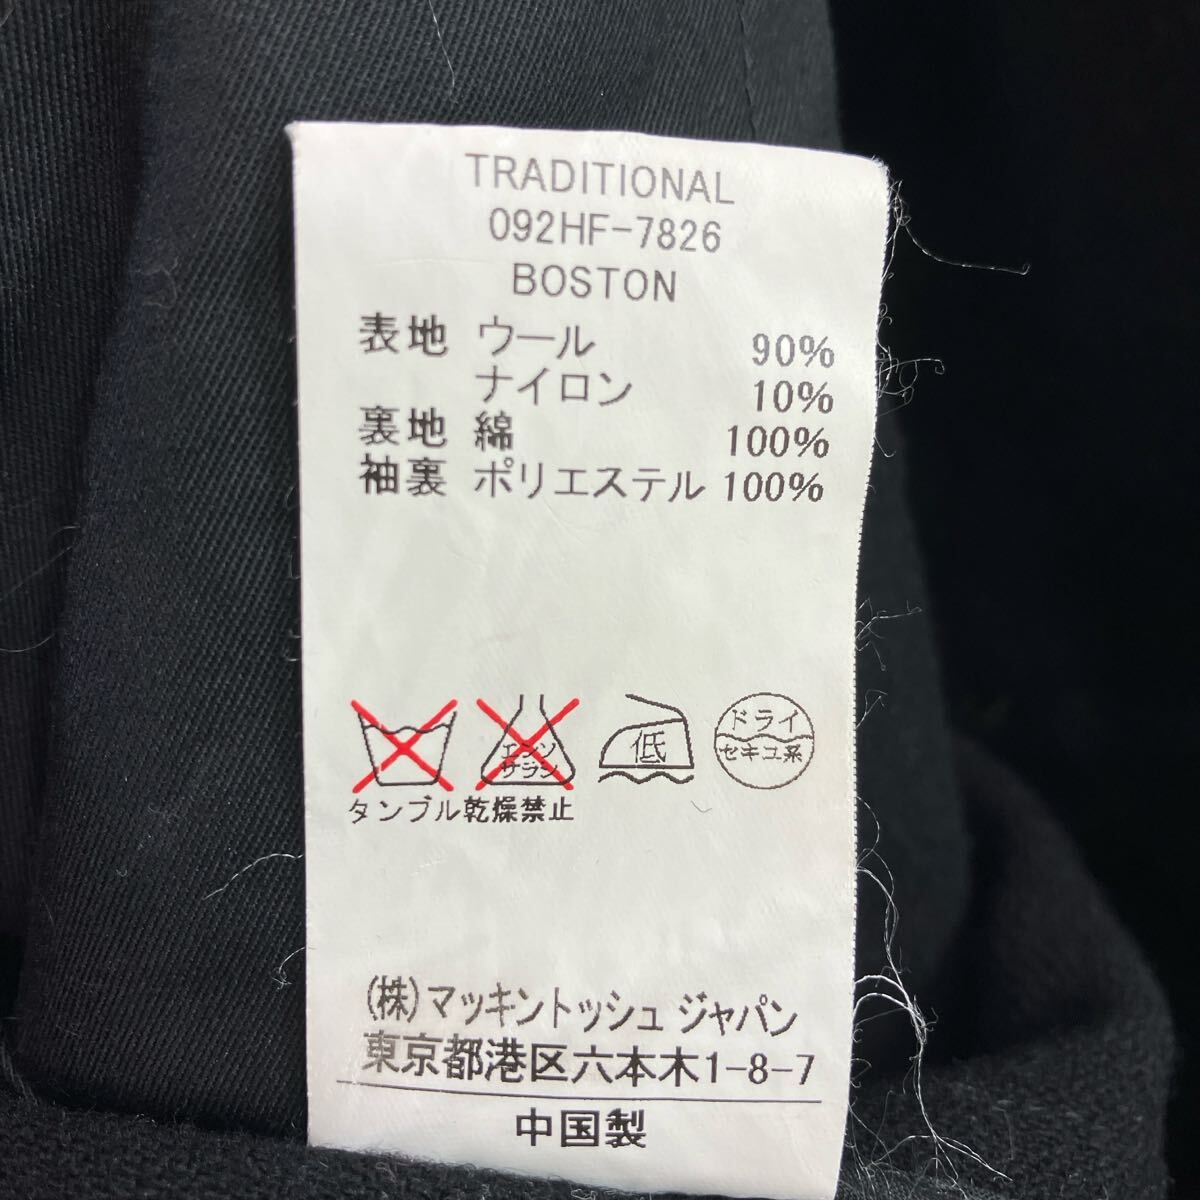 TRADITIONAL
092HF-7826
BOSTON
表地 ウール 90%
ナイロン 10%
裏地 綿 100%
袖裏 ポリエステル 100%
エンソ
サラシ
低
ドライ
セキユ系
タンブル乾燥禁止
(株)マッキントッシュ ジャパン
東京都港区六本木1-8-7
中国製